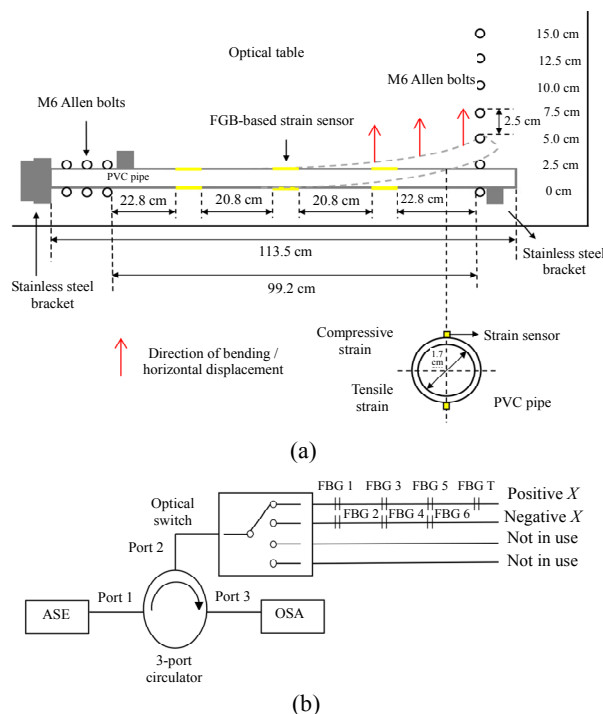 15.0 cm
Optical table
12.5 cm
10.0 cm
M6 Allen bolts
M6 Allen bolts
7.5 cm
FGB-based strain sensor
2.5 cm
5.0 cm
2.5 cm
PVC pipe
0 cm
22.8 cm
20.8 cm
20.8 cm
22.8 cm
113.5 cm
Stainless steel
bracket
Stainless steel
bracket
99.2 cm
Direction of bending /
horizontal displacement
Compressive
strain
Strain sensor
1.7
cm
Tensile
strain
PVC pipe
(a)
Optical
switch
FBG 1 FBG 3 FBG 5 FBG T
Positive X
FBG 2 FBG 4 FBG 6
Negative X
Not in use
Not in use
Port 2
Port 1
Port 3
ASE
OSA
3-port
circulator
(b)